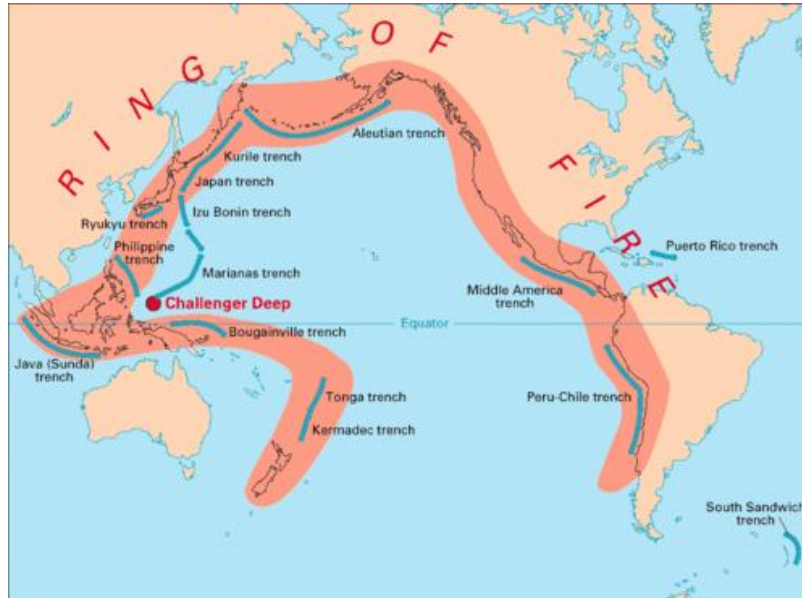 RING OF FIRE
Aleutian trench
Kurile trench
Japan trench
Izu Bonin trench
Ryukyu trench
Philippine
trench
Marianas trench
Challenger Deep
Bougainville trench
Equator
Java (Sunda)
trench
Tonga trench
Kermadec trench
Puerto Rico trench
Middle America
trench
Peru-Chile trench
South Sandwich
trench